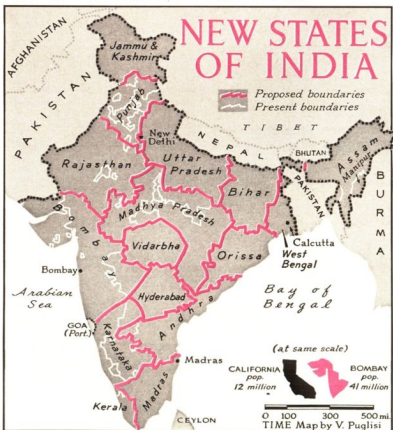 NEW STATES
OF INDIA
Proposed boundaries
Present boundaries
AFGHANISTAN
Jammu &
Kashmir
PAKISTAN
Punjab
New
Delhi
TIBET
NEPAL
BHUTAN
Assam
Manipur
Rajasthan
Uttar
Pradesh
Bihar
PAKISTAN
BURMA
Madhya Pradesh
Bombay
Vidarbha
Orissa
Calcutta
West
Bengal
Bombay
Hyderabad
Arabian
Sea
Bay of
Bengal
Andhra
GOA
(Port.)
Karnataka
Madras
Madras
Kerala
CEYLON
(at same scale)
CALIFORNIA
pop.
12 million
BOMBAY
pop.
41 million
0 100 300 500 mi.
TIME Map by V. Puglisi